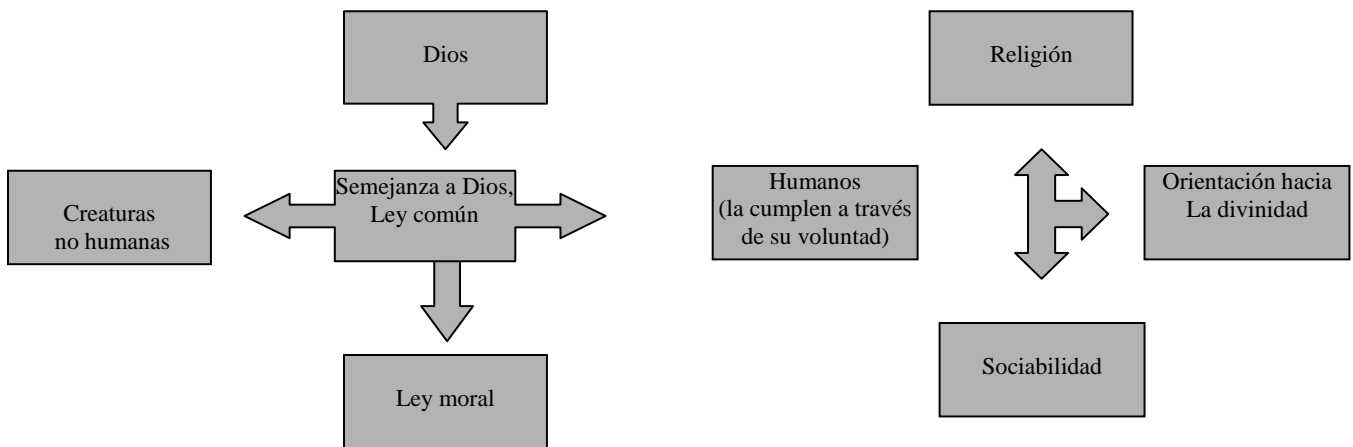 Dios
Religión
Creaturas
no humanas
Semejanza a Dios,
Ley común
Humanos
(la cumplen a través
de su voluntad)
Orientación hacia
La divinidad
Ley moral
Sociabilidad